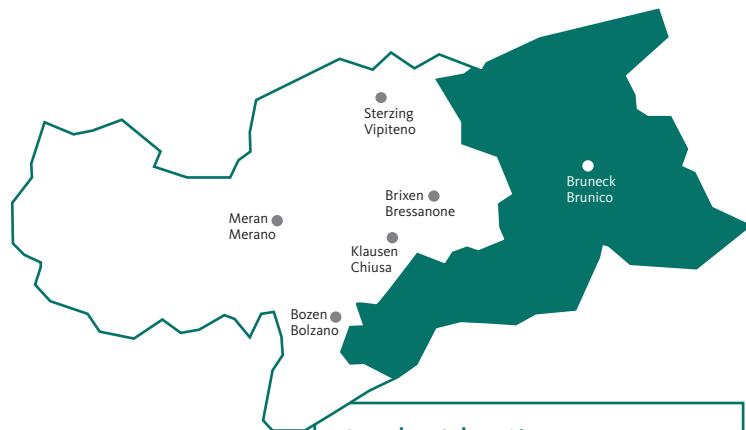 Sterzing
Vipiteno
Brixen
Bressanone
Bruneck
Brunico
Meran
Merano
Klausen
Chiusa
Bozen
Bolzano